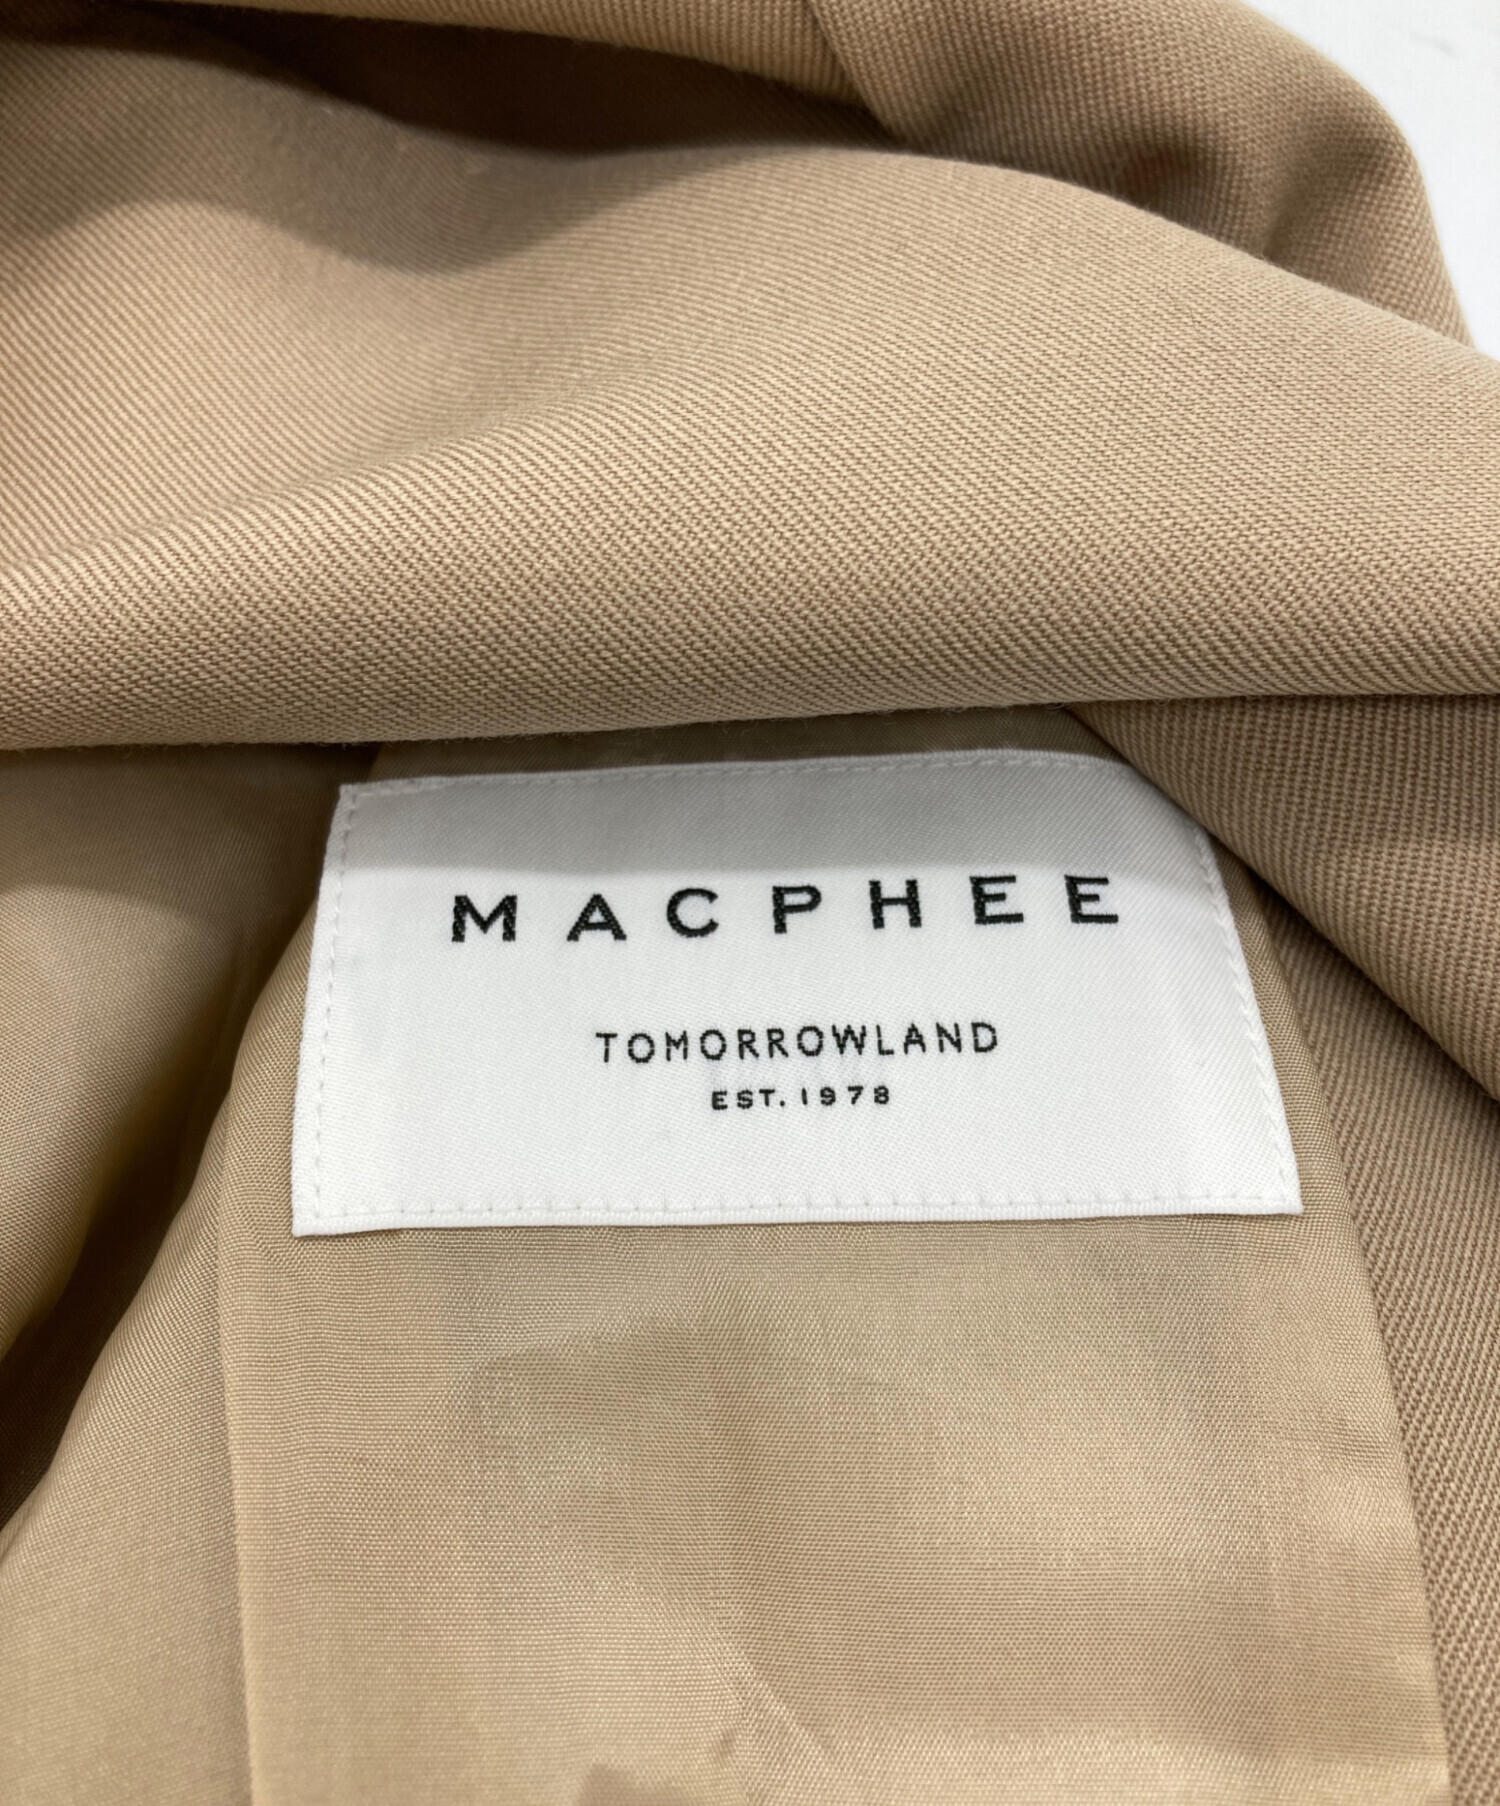 MACPHEE
TOMORROWLAND
EST. 1978